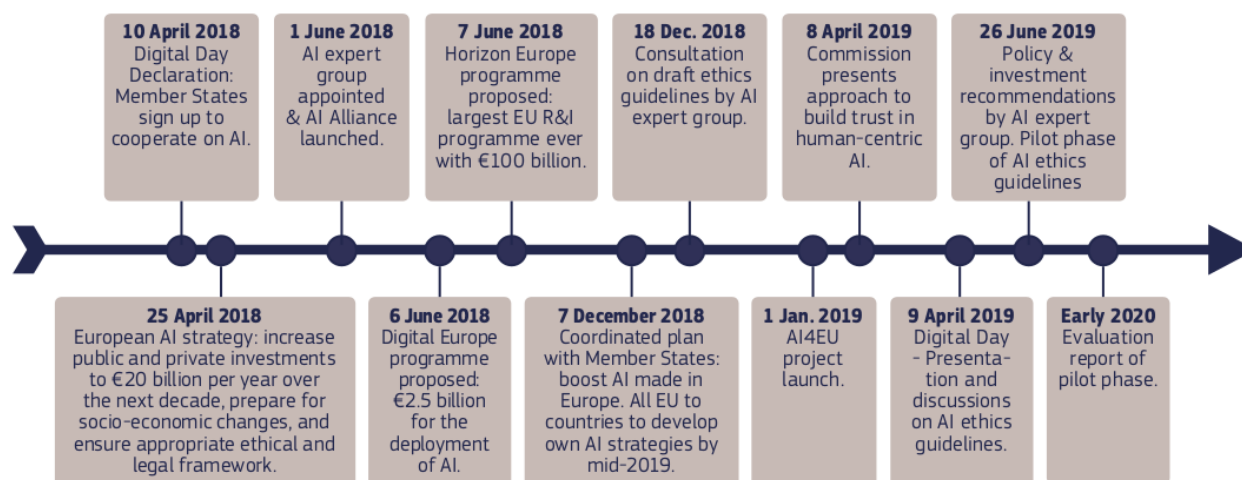 10 April 2018
Digital Day
Declaration:
Member States
sign up to
cooperate on AI.
1 June 2018
AI expert
group
appointed
& AI Alliance
launched.
7 June 2018
Horizon Europe
programme
proposed:
largest EU R&I
programme ever
with €100 billion.
18 Dec. 2018
Consultation
on draft ethics
guidelines by AI
expert group.
8 April 2019
Commission
presents
approach to
build trust in
human-centric
AI.
26 June 2019
Policy &
investment
recommendations
by AI expert
group. Pilot phase
of AI ethics
guidelines
25 April 2018
European AI strategy: increase
public and private investments
to €20 billion per year over
the next decade, prepare for
socio-economic changes, and
ensure appropriate ethical and
legal framework.
6 June 2018
Digital Europe
programme
proposed:
€2.5 billion
for the
deployment
of AI.
7 December 2018
Coordinated plan
with Member States:
boost AI made in
Europe. All EU to
countries to develop
own AI strategies by
mid-2019.
1 Jan. 2019
AI4EU
project
launch.
9 April 2019
Digital Day
- Presenta-
tion and
discussions
on AI ethics
guidelines.
Early 2020
Evaluation
report of
pilot phase.